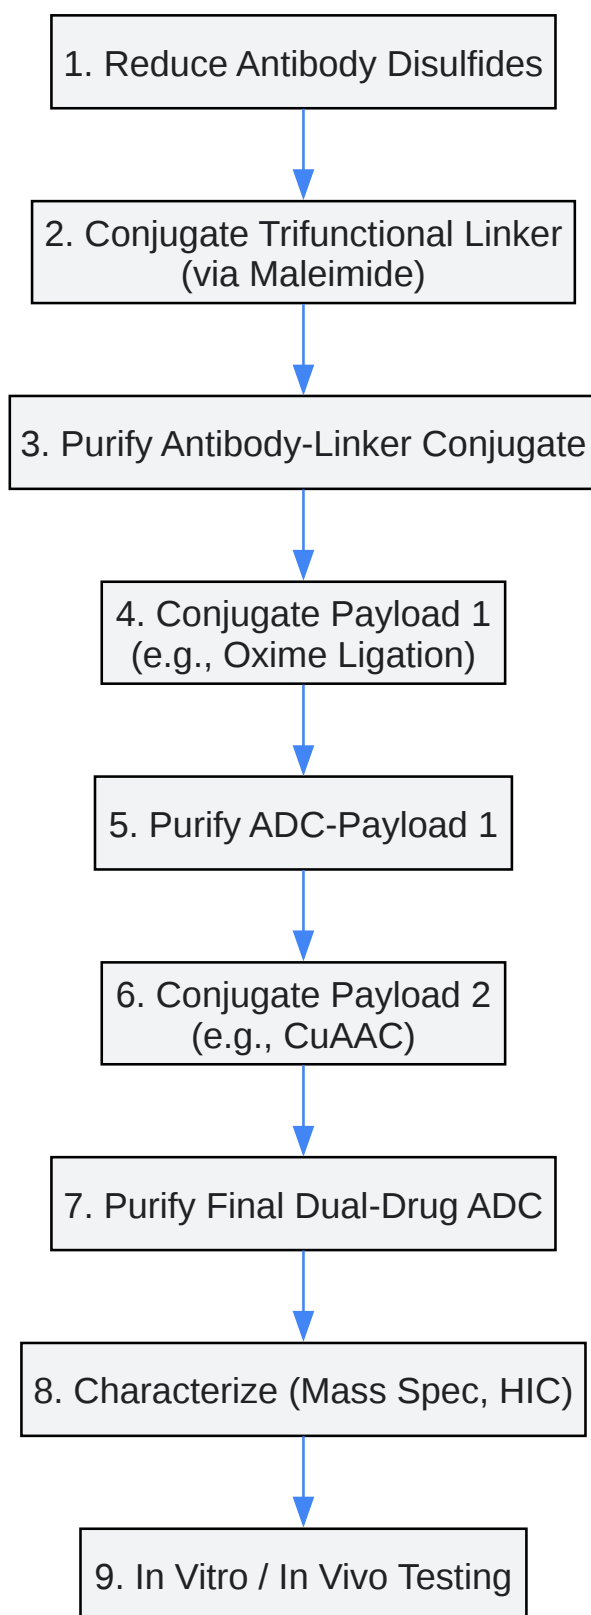 1. Reduce Antibody Disulfides
2. Conjugate Trifunctional Linker
(via Maleimide)
3. Purify Antibody-Linker Conjugate
4. Conjugate Payload 1
(e.g., Oxime Ligation)
5. Purify ADC-Payload 1
6. Conjugate Payload 2
(e.g., CuAAC)
7. Purify Final Dual-Drug ADC
8. Characterize (Mass Spec, HIC)
9. In Vitro / In Vivo Testing